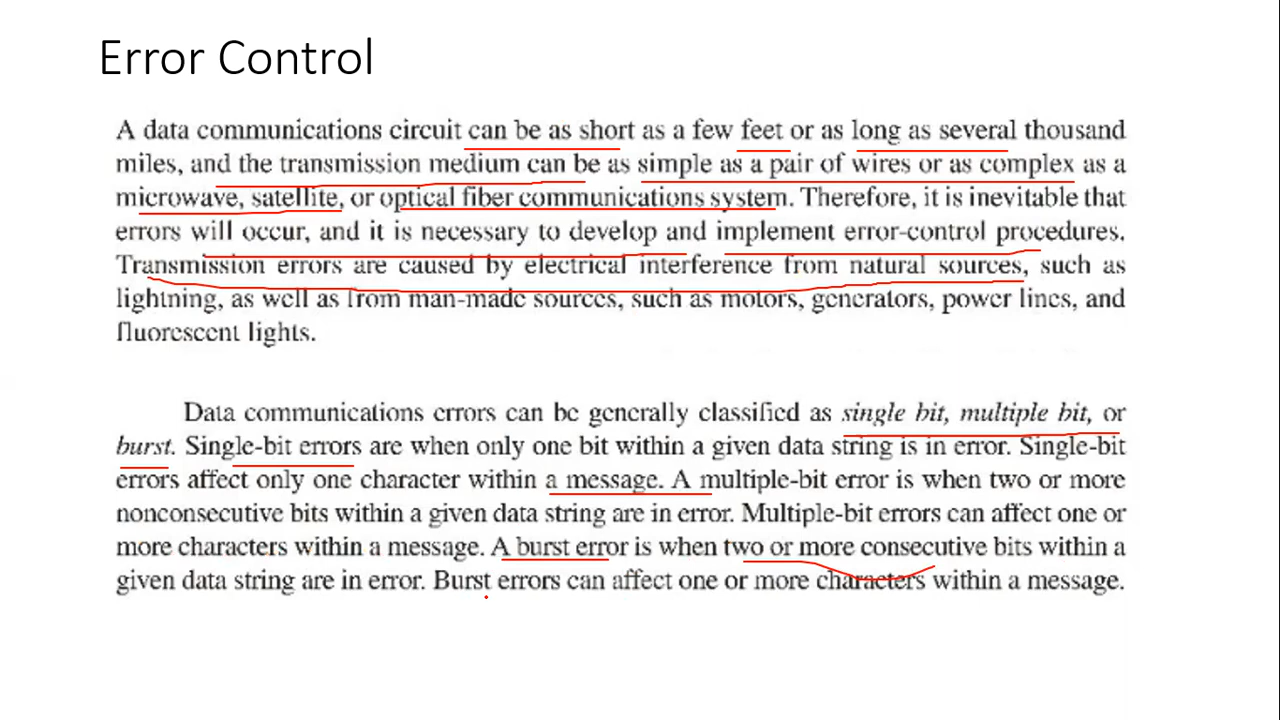 Error Control
A data communications circuit can be as short as a few feet or as long as several thousand
miles, and the transmission medium can be as simple as a pair of wires or as complex as a
microwave, satellite, or optical fiber communications system. Therefore, it is inevitable that
errors will occur, and it is necessary to develop and implement error-control procedures.
Transmission errors are caused by electrical interference from natural sources, such as
lightning, as well as from man-made sources, such as motors, generators, power lines, and
fluorescent lights.
Data communications errors can be generally classified as single bit, multiple bit, or
burst. Single-bit errors are when only one bit within a given data string is in error. Single-bit
errors affect only one character within a message. A multiple-bit error is when two or more
nonconsecutive bits within a given data string are in error. Multiple-bit errors can affect one or
more characters within a message. A burst error is when two or more consecutive bits within a
given data string are in error. Burst errors can affect one or more characters within a message.